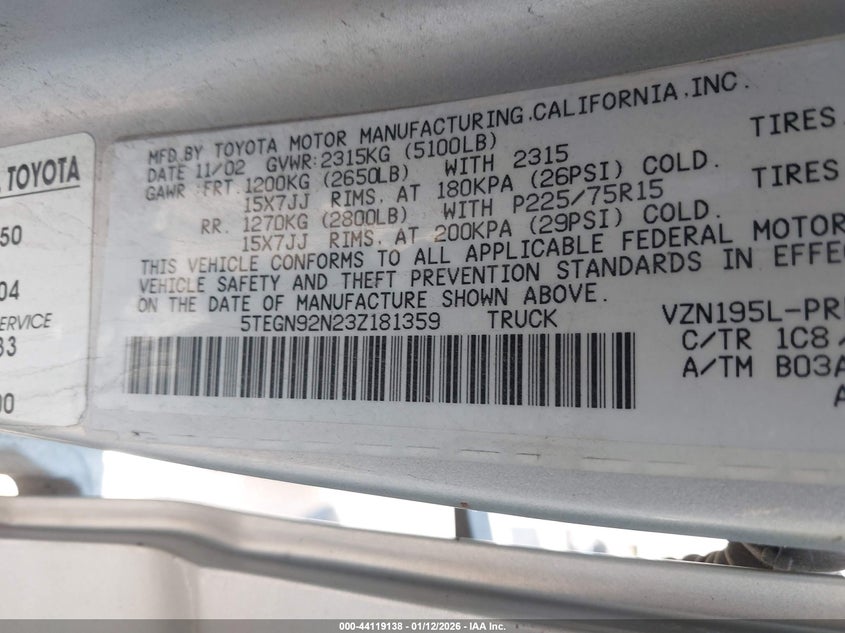 TOYOTA
50
04
ERVICE
33
00
MFD.BY TOYOTA MOTOR MANUFACTURING.CALIFORNIA.INC.
DATE 11/02 GVWR:2315KG (5100LB)
GAWR:FRT.1200KG (2650LB) WITH 2315 TIRES.
15X7JJ RIMS. AT 180KPA (26PSI) COLD.
RR. 1270KG (2800LB) WITH P225/75R15 TIRES
15X7JJ RIMS. AT 200KPA (29PSI) COLD.
THIS VEHICLE CONFORMS TO ALL APPLICABLE FEDERAL MOTOR
VEHICLE SAFETY AND THEFT PREVENTION STANDARDS IN EFFE
ON THE DATE OF MANUFACTURE SHOWN ABOVE.
5TEGN92N23Z181359 TRUCK VZN195L-PR
C/TR 1C8
A/TM B03A
A
000-44119138 - 01/12/2026 - IAA Inc.